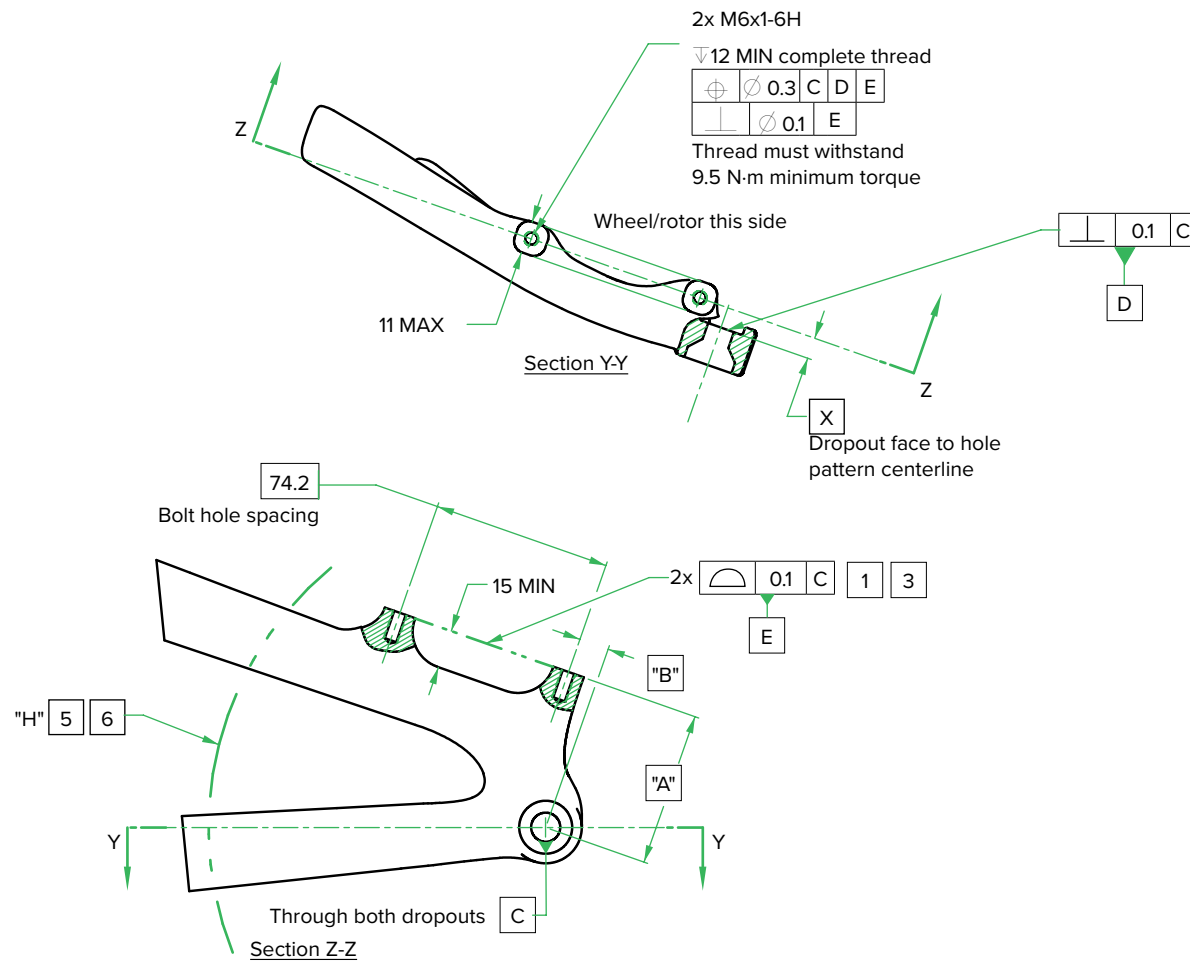 2x M6x1-6H
↧12 MIN complete thread
⌖ ∅ 0.3 C D E
⊥ ∅ 0.1 E
Thread must withstand
9.5 N·m minimum torque
Z
Wheel/rotor this side
⊥ 0.1 C
D
11 MAX
Section Y-Y
Z
X
Dropout face to hole
pattern centerline
74.2
Bolt hole spacing
15 MIN
2x ⌓ 0.1 C 1 3
E
"B"
"H" 5 6
"A"
Y
Y
Through both dropouts C
Section Z-Z